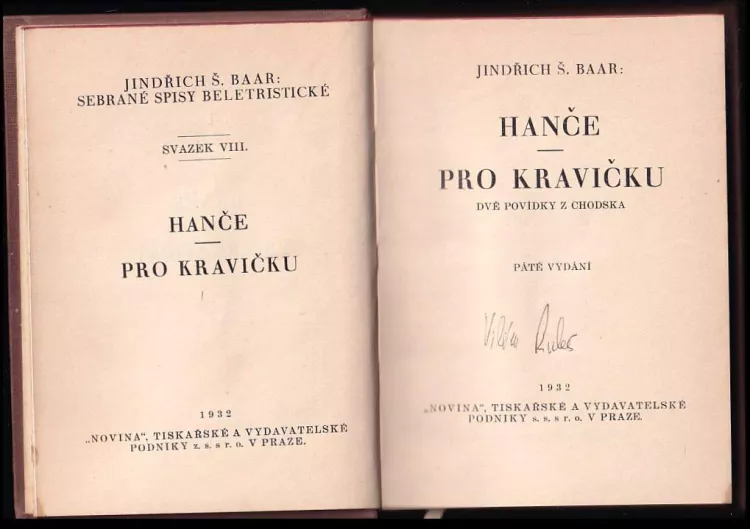 JINDŘICH Š. BAAR:
SEBRANÉ SPISY BELETRISTICKÉ
SVAZEK VIII.
HANČE
PRO KRAVIČKU
1932
„NOVINA“, TISKAŘSKÉ A VYDAVATELSKÉ
PODNIKY z. s. s r. o. V PRAZE.
JINDŘICH Š. BAAR:
HANČE
PRO KRAVIČKU
DVĚ POVÍDKY Z CHODSKA
PÁTÉ VYDÁNÍ
1932
„NOVINA“, TISKAŘSKÉ A VYDAVATELSKÉ
PODNIKY s. s. s r. o. V PRAZE.